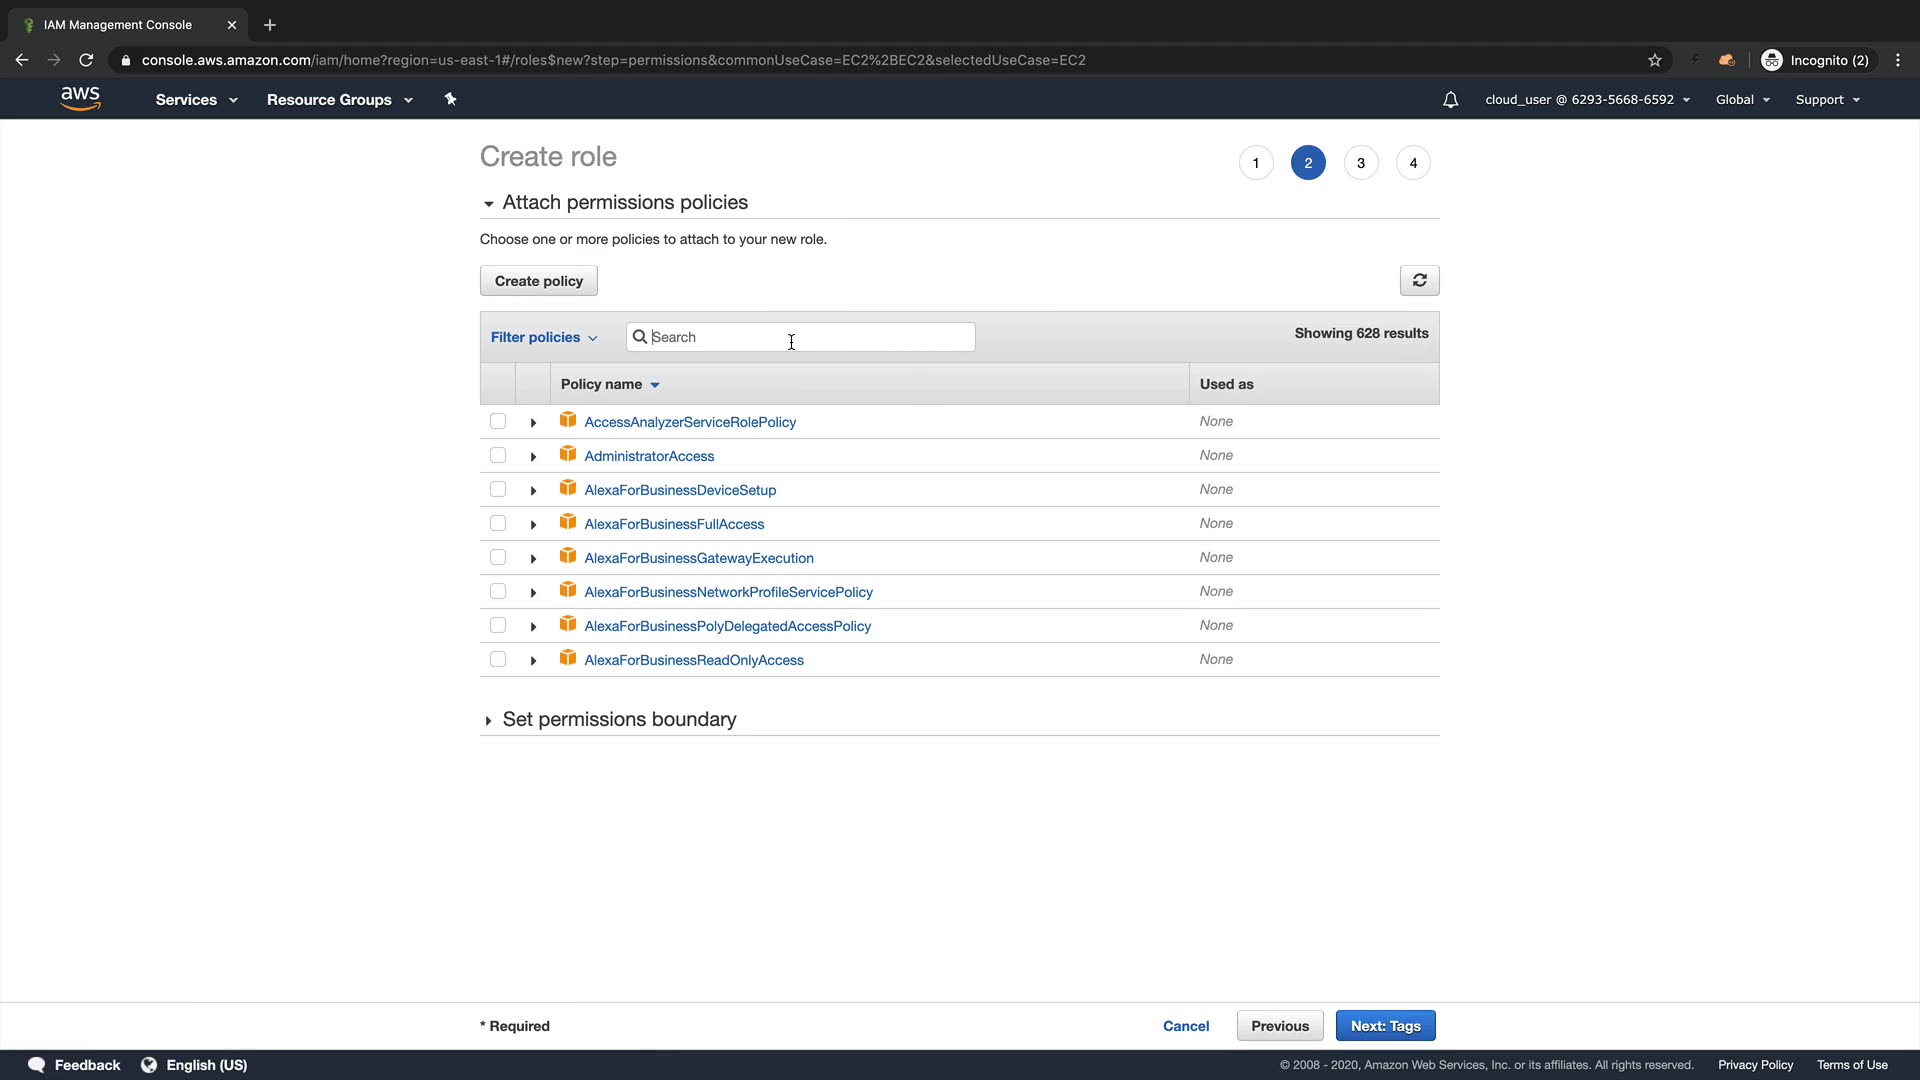 IAM Management Console
console.aws.amazon.com/iam/home?region=us-east-1#/roles$new?step=permissions&commonUseCase=EC2%2BEC2&selectedUseCase=EC2
Incognito (2)
aws
Services
Resource Groups
cloud_user @ 6293-5668-6592
Global
Support
Create role
1
2
3
4
Attach permissions policies
Choose one or more policies to attach to your new role.
Create policy
Filter policies
Search
Showing 628 results
Policy name
Used as
AccessAnalyzerServiceRolePolicy
None
AdministratorAccess
None
AlexaForBusinessDeviceSetup
None
AlexaForBusinessFullAccess
None
AlexaForBusinessGatewayExecution
None
AlexaForBusinessNetworkProfileServicePolicy
None
AlexaForBusinessPolyDelegatedAccessPolicy
None
AlexaForBusinessReadOnlyAccess
None
Set permissions boundary
* Required
Cancel
Previous
Next: Tags
Feedback
English (US)
© 2008 - 2020, Amazon Web Services, Inc. or its affiliates. All rights reserved.
Privacy Policy
Terms of Use